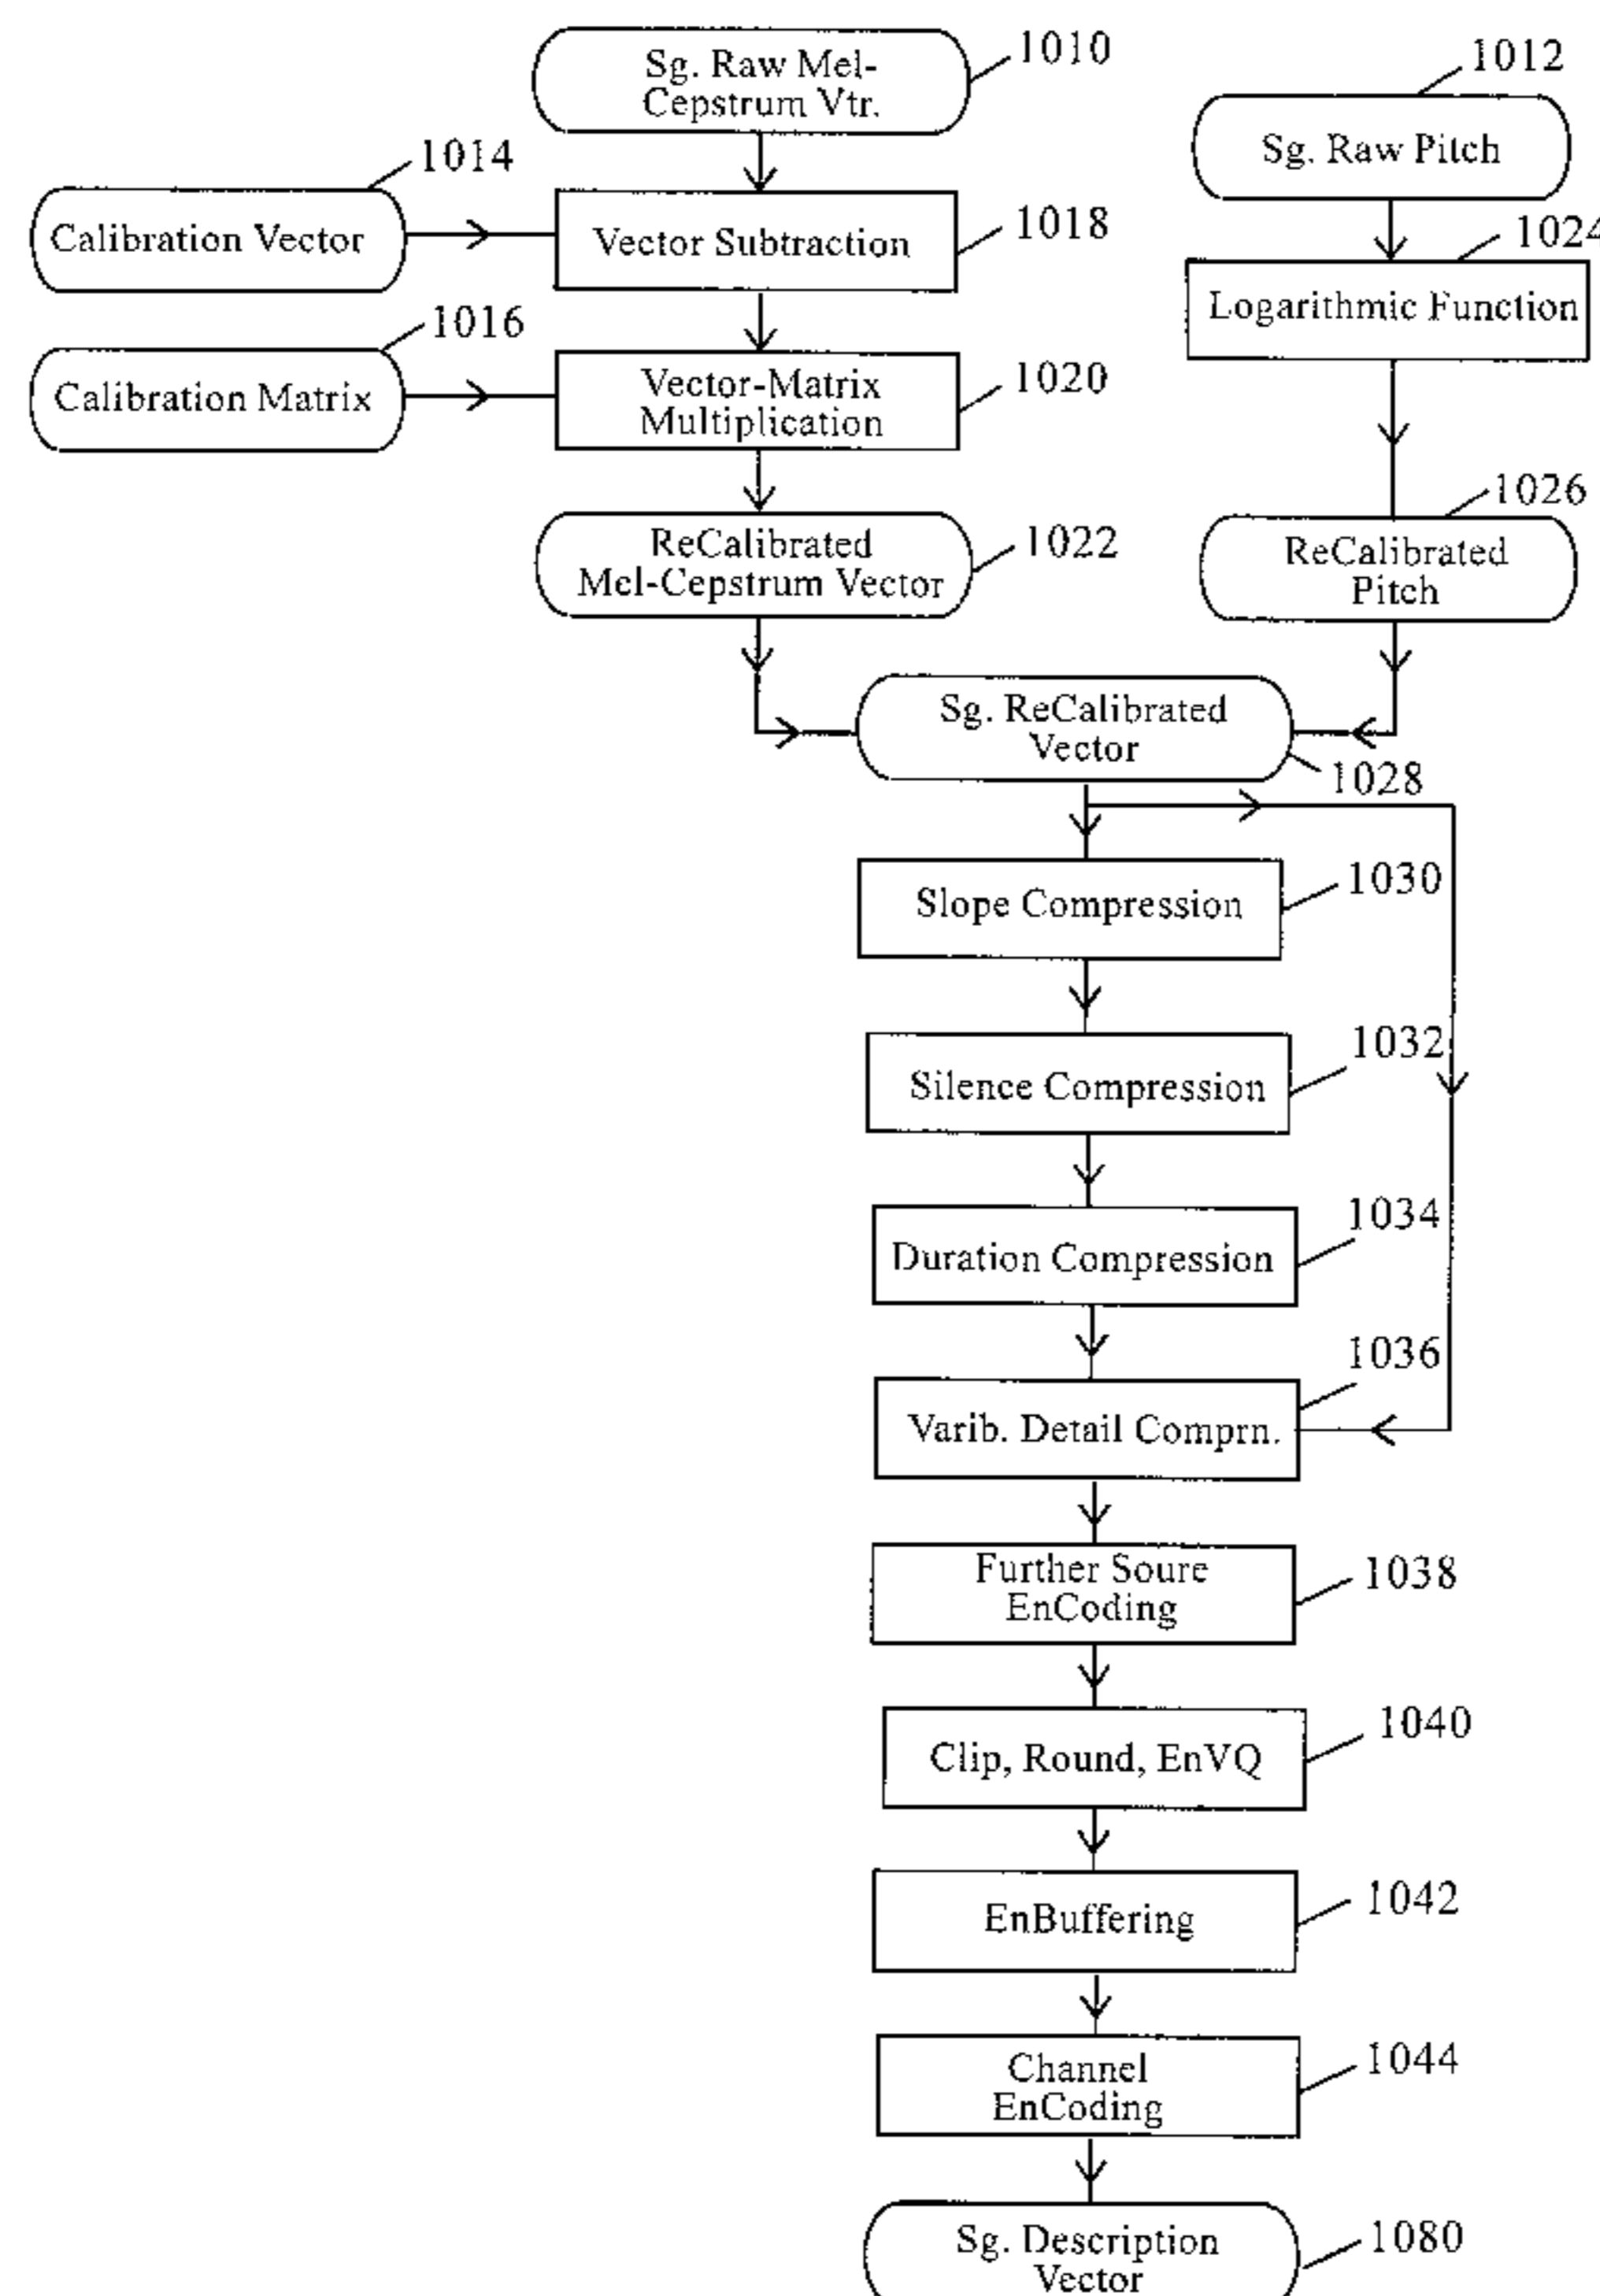 Sg. Raw Mel-
Cepstrum Vtr.
1010
1012
Sg. Raw Pitch
1014
Calibration Vector
Vector Subtraction
1018
1024
Logarithmic Function
1016
Calibration Matrix
Vector-Matrix
Multiplication
1020
1026
ReCalibrated
Mel-Cepstrum Vector
1022
ReCalibrated
Pitch
Sg. ReCalibrated
Vector
1028
Slope Compression
1030
Silence Compression
1032
Duration Compression
1034
Varib. Detail Comprn.
1036
Further Soure
EnCoding
1038
Clip, Round, EnVQ
1040
EnBuffering
1042
Channel
EnCoding
1044
Sg. Description
Vector
1080